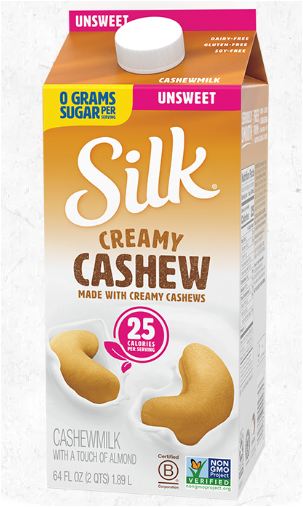 UNSWEET
DAIRY-FREE
GLUTEN-FREE
SOY-FREE
CASHEWMILK
UNSWEET
0 GRAMS
SUGAR PER
SERVING
Silk®
CREAMY
CASHEW
MADE WITH CREAMY CASHEWS
25
CALORIES
PER SERVING
CASHEWMILK
WITH A TOUCH OF ALMOND
64 FL OZ (2 QTS) 1.89 L
Certified
B
Corporation
NON
GMO
Project
VERIFIED
nongmoproject.org